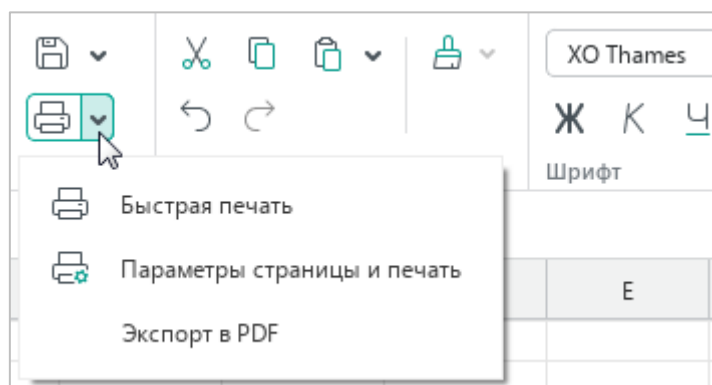 XO Thames
Ж К Ч
Шрифт
Быстрая печать
Параметры страницы и печать
E
Экспорт в PDF